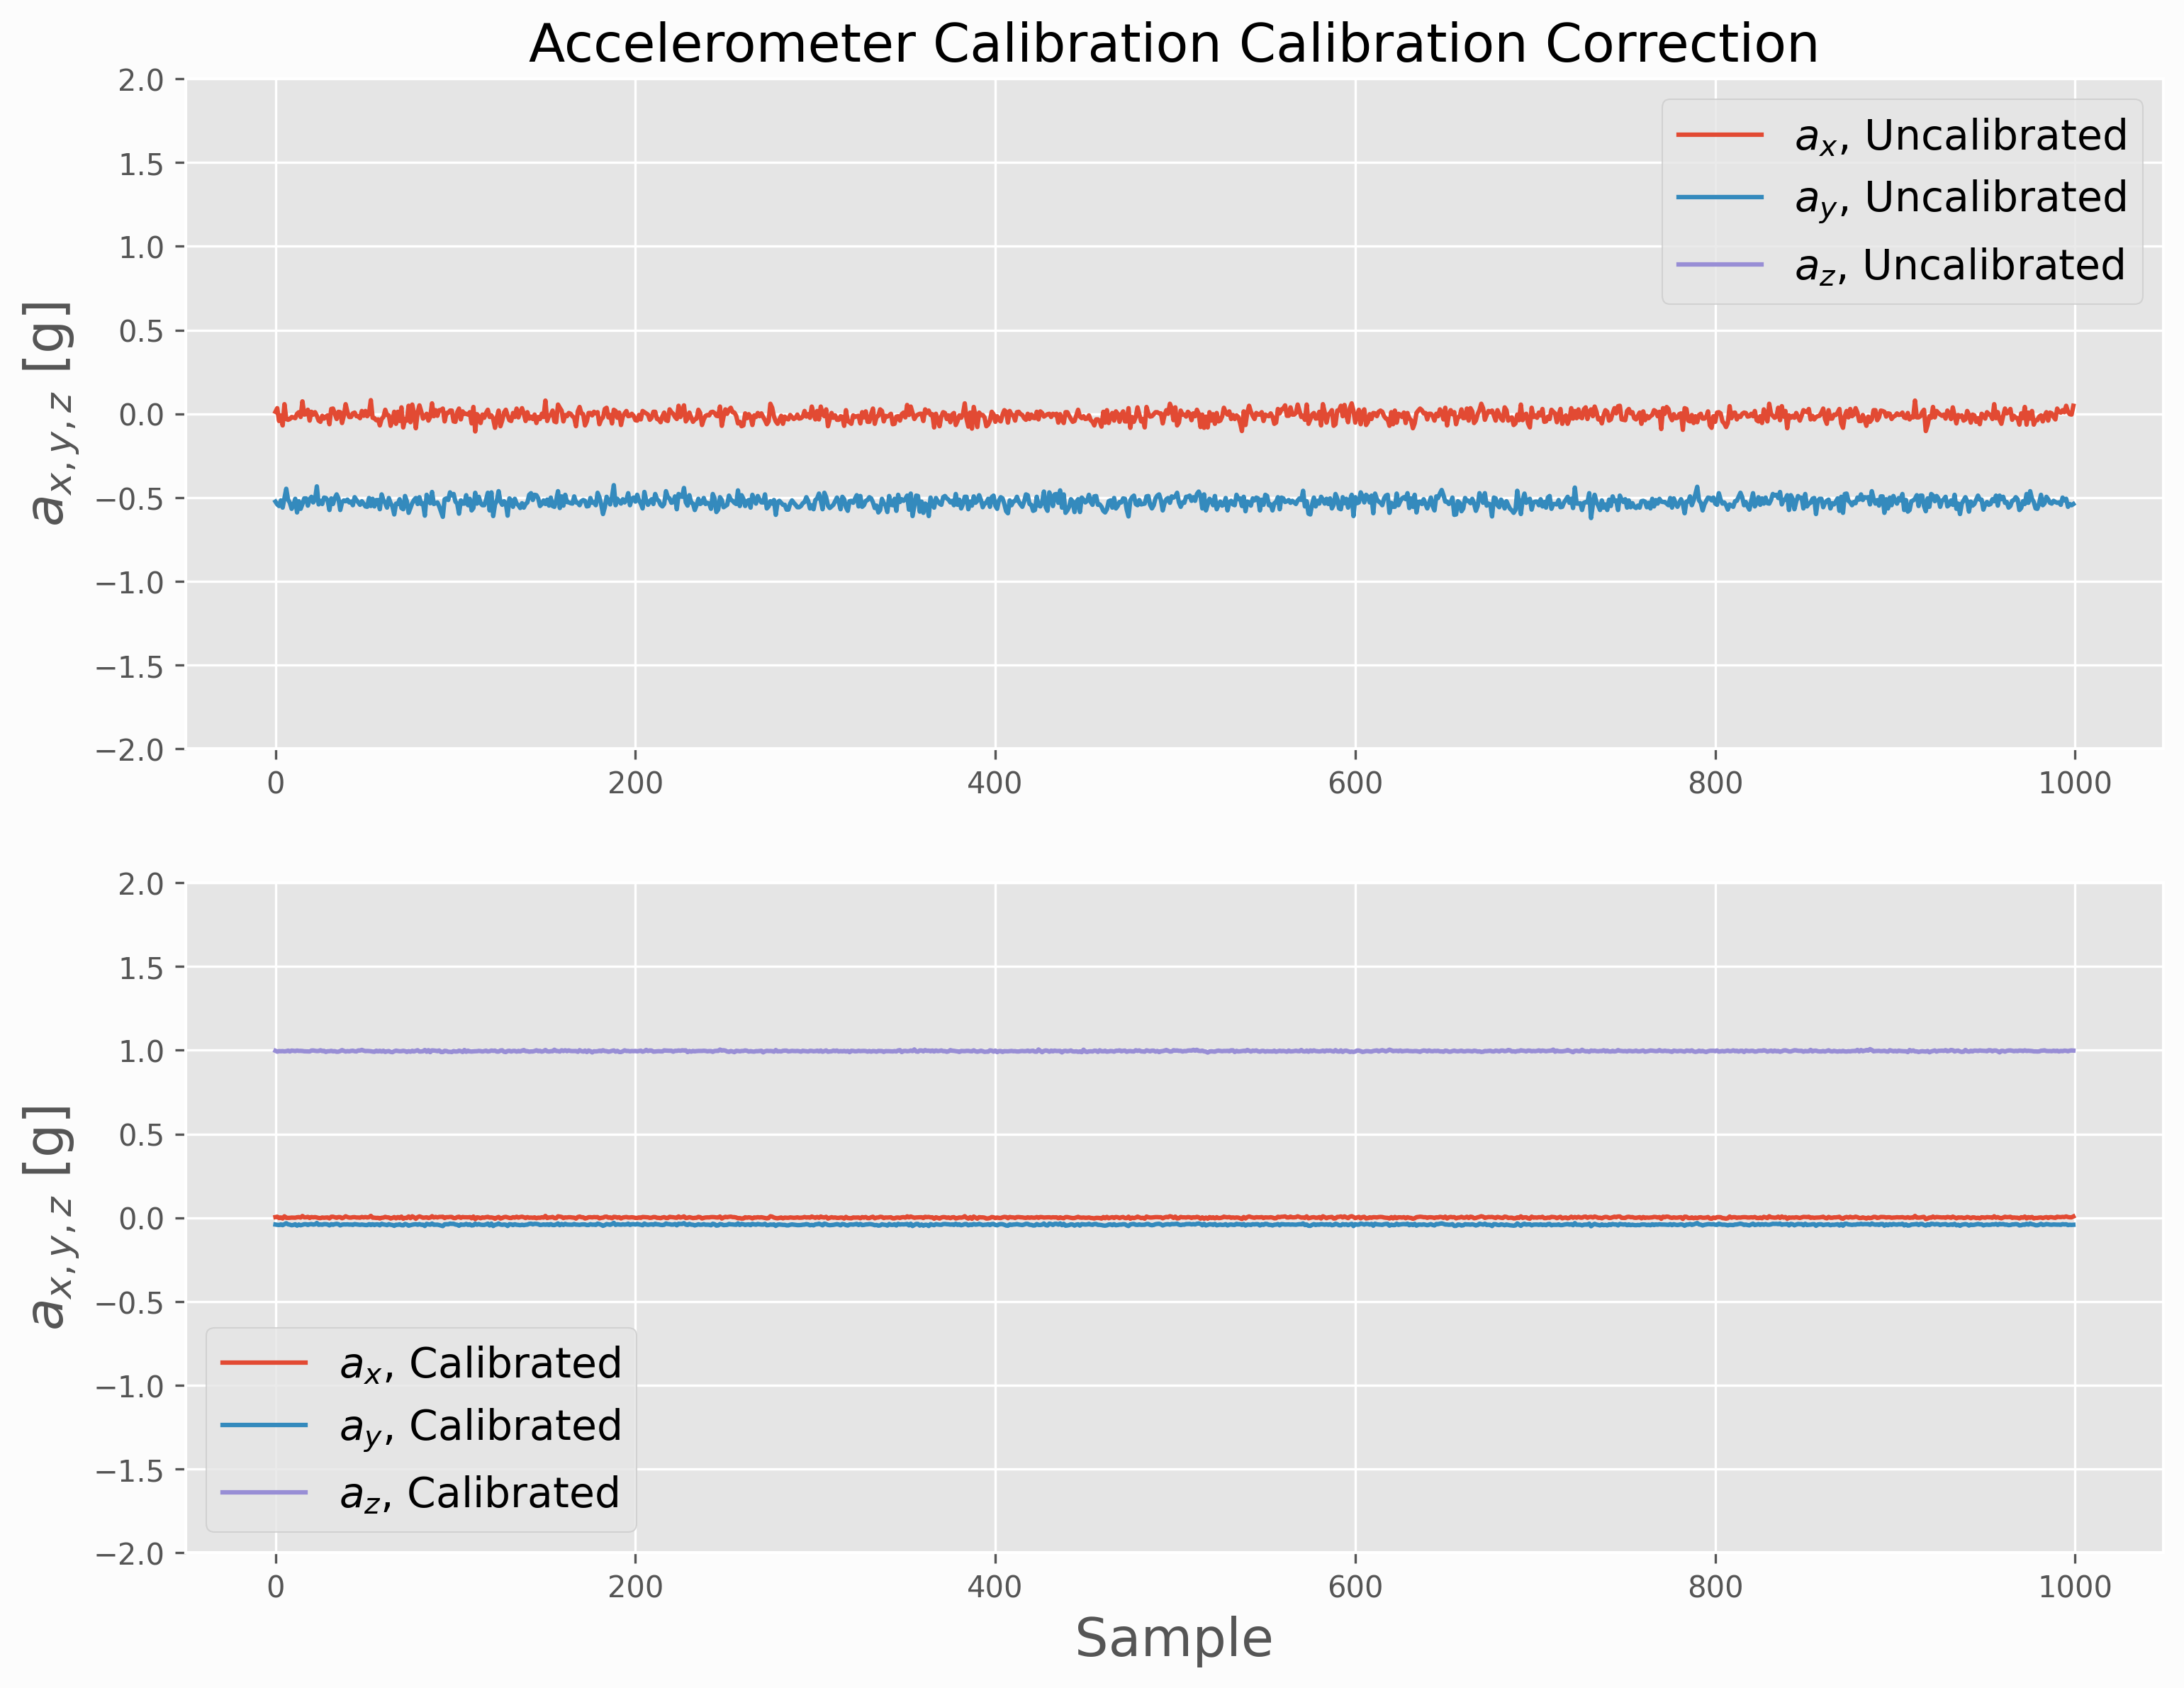 Accelerometer Calibration Calibration Correction
2.0
1.5
1.0
0.5
0.0
−0.5
−1.0
−1.5
−2.0
a_{x,y,z} [g]
a_x, Uncalibrated
a_y, Uncalibrated
a_z, Uncalibrated
0 200 400 600 800 1000
2.0
1.5
1.0
0.5
0.0
−0.5
−1.0
−1.5
−2.0
a_{x,y,z} [g]
a_x, Calibrated
a_y, Calibrated
a_z, Calibrated
0 200 400 600 800 1000
Sample